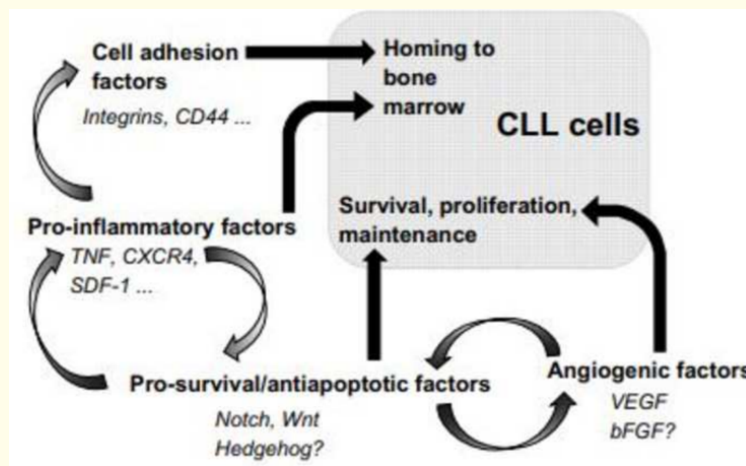 Cell adhesion
factors
Integrins, CD44 ...
Homing to
bone
marrow
CLL cells
Pro-inflammatory factors
TNF, CXCR4,
SDF-1 ...
Survival, proliferation,
maintenance
Pro-survival/antiapoptotic factors
Notch, Wnt
Hedgehog?
Angiogenic factors
VEGF
bFGF?